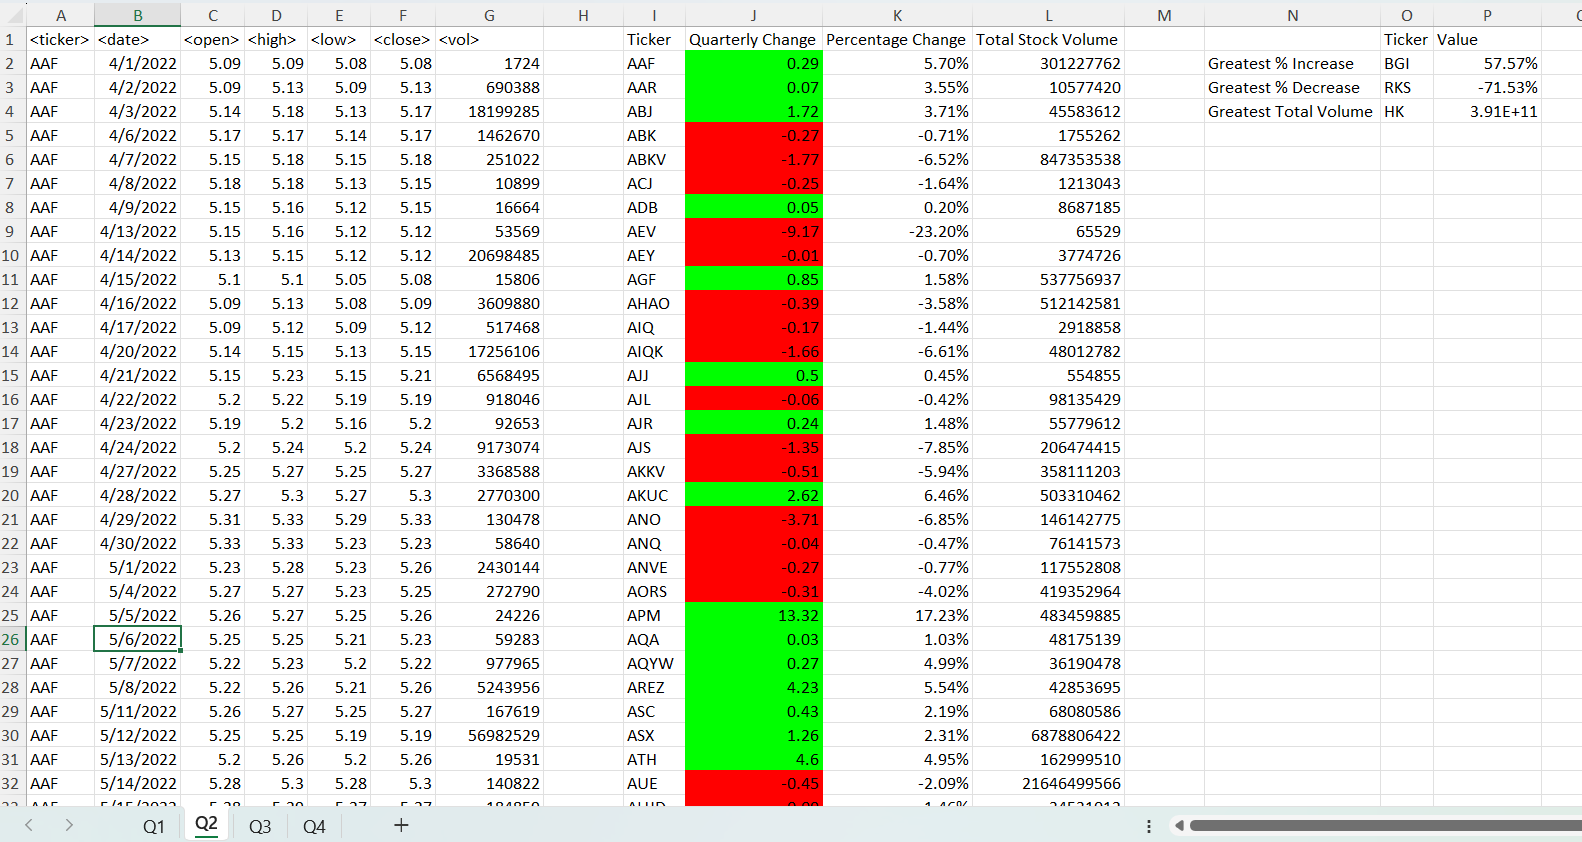 A B C D E F G H I J K L M N O P
1 <ticker> <date> <open> <high> <low> <close> <vol> Ticker Quarterly Change Percentage Change Total Stock Volume Ticker Value
2 AAF 4/1/2022 5.09 5.09 5.08 5.08 1724 AAF 0.29 5.70% 301227762 Greatest % Increase BGI 57.57%
3 AAF 4/2/2022 5.09 5.13 5.09 5.13 690388 AAR 0.07 3.55% 10577420 Greatest % Decrease RKS -71.53%
4 AAF 4/3/2022 5.14 5.18 5.13 5.17 18199285 ABJ 1.72 3.71% 45583612 Greatest Total Volume HK 3.91E+11
5 AAF 4/6/2022 5.17 5.17 5.14 5.17 1462670 ABK -0.27 -0.71% 1755262
6 AAF 4/7/2022 5.15 5.18 5.15 5.18 251022 ABKV -1.77 -6.52% 847353538
7 AAF 4/8/2022 5.18 5.18 5.13 5.15 10899 ACJ -0.25 -1.64% 1213043
8 AAF 4/9/2022 5.15 5.16 5.12 5.15 16664 ADB 0.05 0.20% 8687185
9 AAF 4/13/2022 5.15 5.16 5.12 5.12 53569 AEV -9.17 -23.20% 65529
10 AAF 4/14/2022 5.13 5.15 5.12 5.12 20698485 AEY -0.01 -0.70% 3774726
11 AAF 4/15/2022 5.1 5.1 5.05 5.08 15806 AGF 0.85 1.58% 537756937
12 AAF 4/16/2022 5.09 5.13 5.08 5.09 3609880 AHAO -0.39 -3.58% 512142581
13 AAF 4/17/2022 5.09 5.12 5.09 5.12 517468 AIQ -0.17 -1.44% 2918858
14 AAF 4/20/2022 5.14 5.15 5.13 5.15 17256106 AIQK -1.66 -6.61% 48012782
15 AAF 4/21/2022 5.15 5.23 5.15 5.21 6568495 AJJ 0.5 0.45% 554855
16 AAF 4/22/2022 5.2 5.22 5.19 5.19 918046 AJL -0.06 -0.42% 98135429
17 AAF 4/23/2022 5.19 5.2 5.16 5.2 92653 AJR 0.24 1.48% 55779612
18 AAF 4/24/2022 5.2 5.24 5.2 5.24 9173074 AJS -1.35 -7.85% 206474415
19 AAF 4/27/2022 5.25 5.27 5.25 5.27 3368588 AKKV -0.51 -5.94% 358111203
20 AAF 4/28/2022 5.27 5.3 5.27 5.3 2770300 AKUC 2.62 6.46% 503310462
21 AAF 4/29/2022 5.31 5.33 5.29 5.33 130478 ANO -3.71 -6.85% 146142775
22 AAF 4/30/2022 5.33 5.33 5.23 5.23 58640 ANQ -0.04 -0.47% 76141573
23 AAF 5/1/2022 5.23 5.28 5.23 5.26 2430144 ANVE -0.27 -0.77% 117552808
24 AAF 5/4/2022 5.27 5.27 5.23 5.25 272790 AORS -0.31 -4.02% 419352964
25 AAF 5/5/2022 5.26 5.27 5.25 5.26 24226 APM 13.32 17.23% 483459885
26 AAF 5/6/2022 5.25 5.25 5.21 5.23 59283 AQA 0.03 1.03% 48175139
27 AAF 5/7/2022 5.22 5.23 5.2 5.22 977965 AQYW 0.27 4.99% 36190478
28 AAF 5/8/2022 5.22 5.26 5.21 5.26 5243956 AREZ 4.23 5.54% 42853695
29 AAF 5/11/2022 5.26 5.27 5.25 5.27 167619 ASC 0.43 2.19% 68080586
30 AAF 5/12/2022 5.25 5.25 5.19 5.19 56982529 ASX 1.26 2.31% 6878806422
31 AAF 5/13/2022 5.2 5.26 5.2 5.26 19531 ATH 4.6 4.95% 162999510
32 AAF 5/14/2022 5.28 5.3 5.28 5.3 140822 AUE -0.45 -2.09% 21646499566
Q1 Q2 Q3 Q4